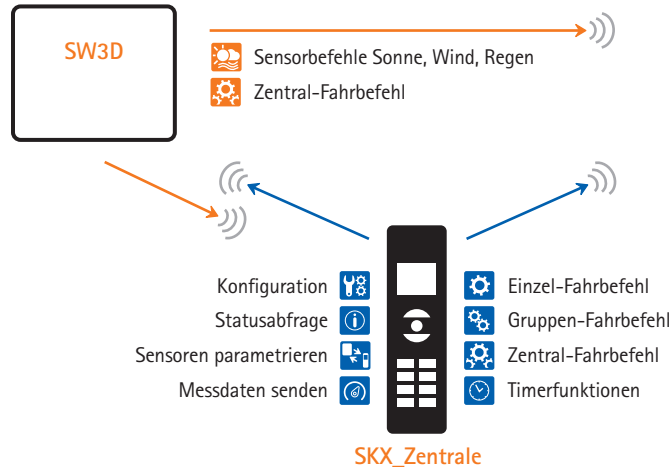 SW3D
Sensorbefehle Sonne, Wind, Regen
Zentral-Fahrbefehl
Konfiguration
Statusabfrage
Sensoren parametrieren
Messdaten senden
Einzel-Fahrbefehl
Gruppen-Fahrbefehl
Zentral-Fahrbefehl
Timerfunktionen
SKX_Zentrale